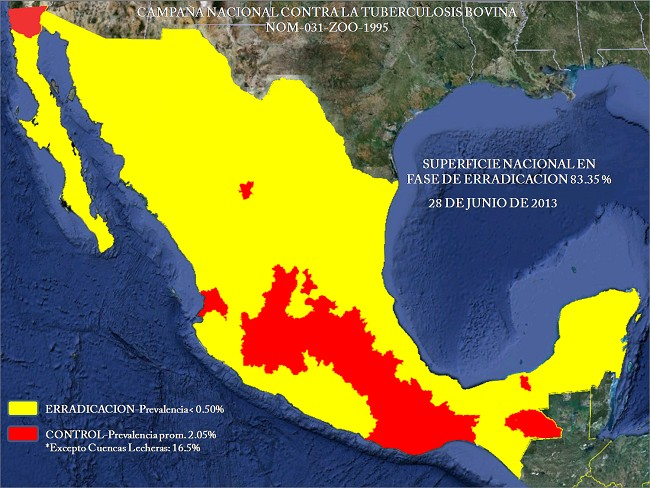 CAMPAÑA NACIONAL CONTRA LA TUBERCULOSIS BOVINA
NOM-031-ZOO-1995
SUPERFICIE NACIONAL EN
FASE DE ERRADICACION 83.35 %
28 DE JUNIO DE 2013
ERRADICACION-Prevalencia < 0.50%
CONTROL-Prevalencia prom. 2.05%
*Excepto Cuencas Lecheras: 16.5%